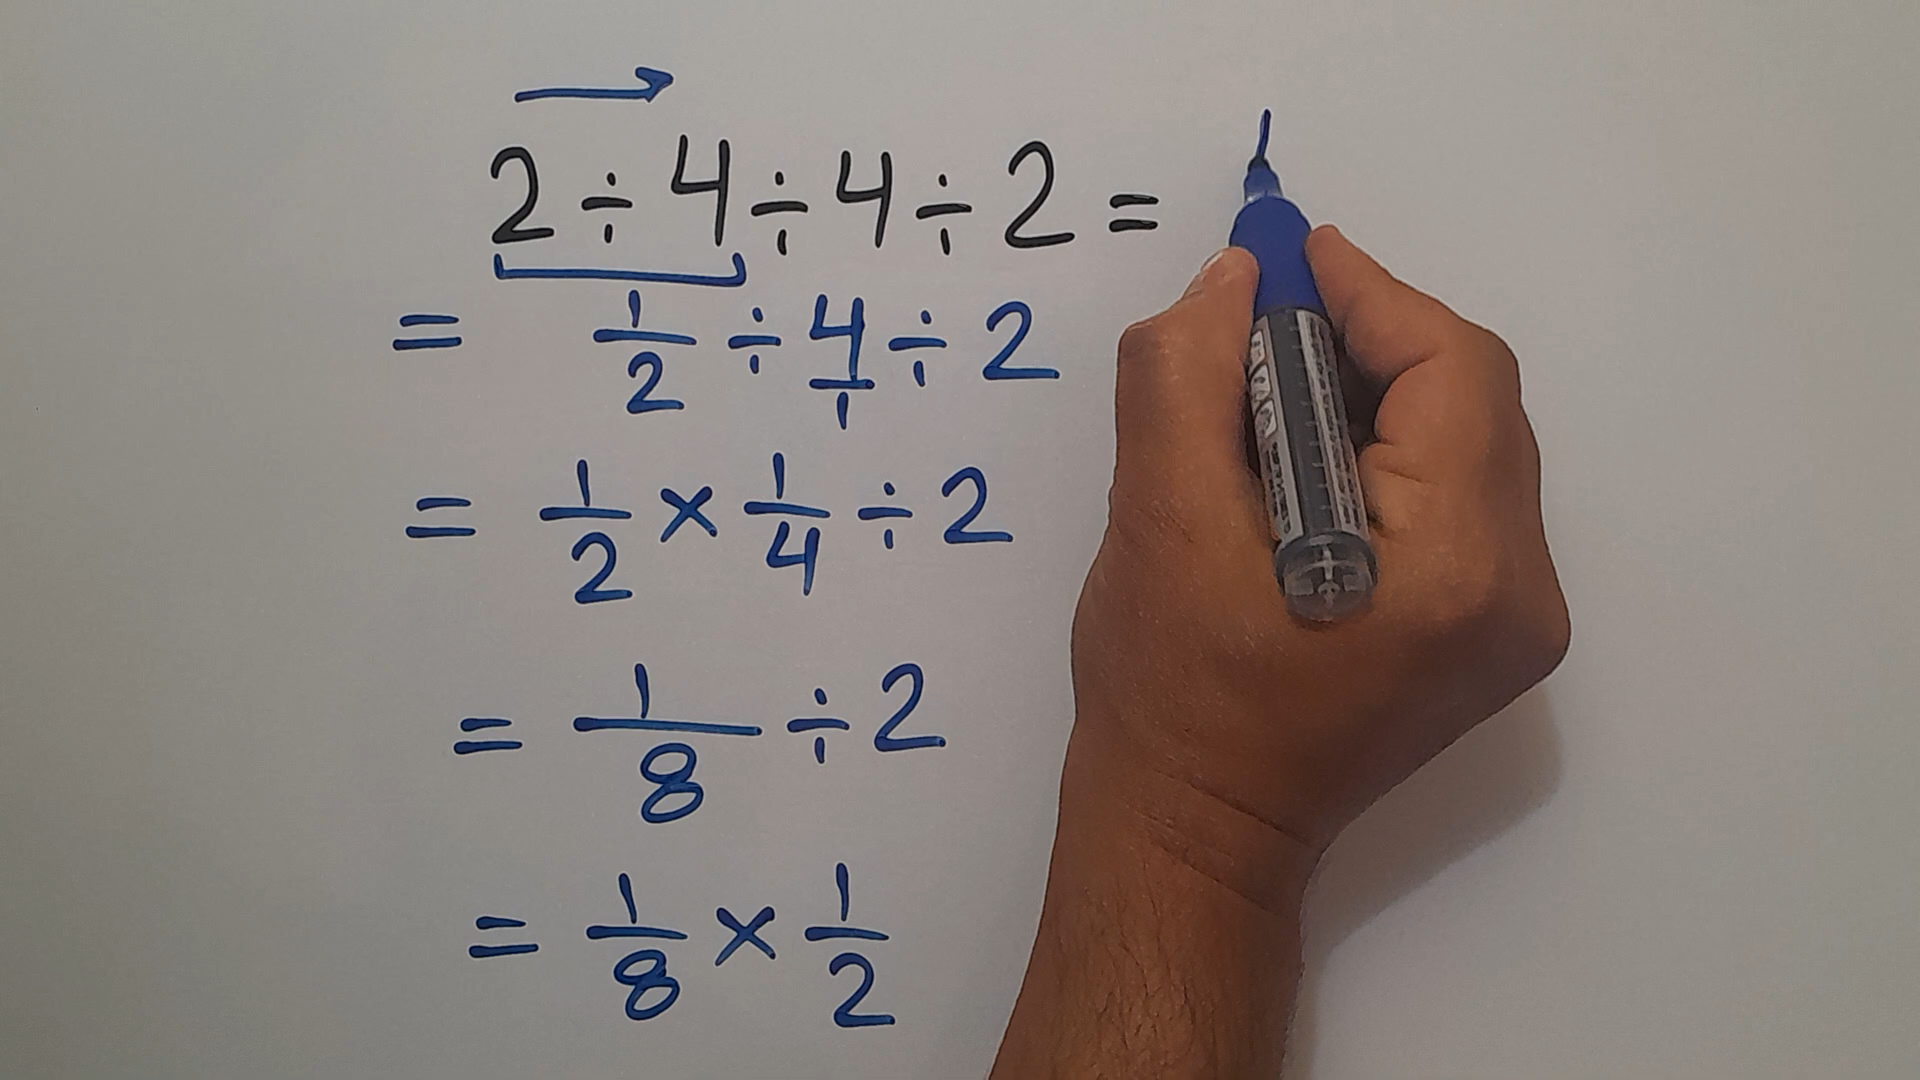 2 ÷ 4 ÷ 4 ÷ 2 =
= 1/2 ÷ 4/1 ÷ 2
= 1/2 × 1/4 ÷ 2
= 1/8 ÷ 2
= 1/8 × 1/2